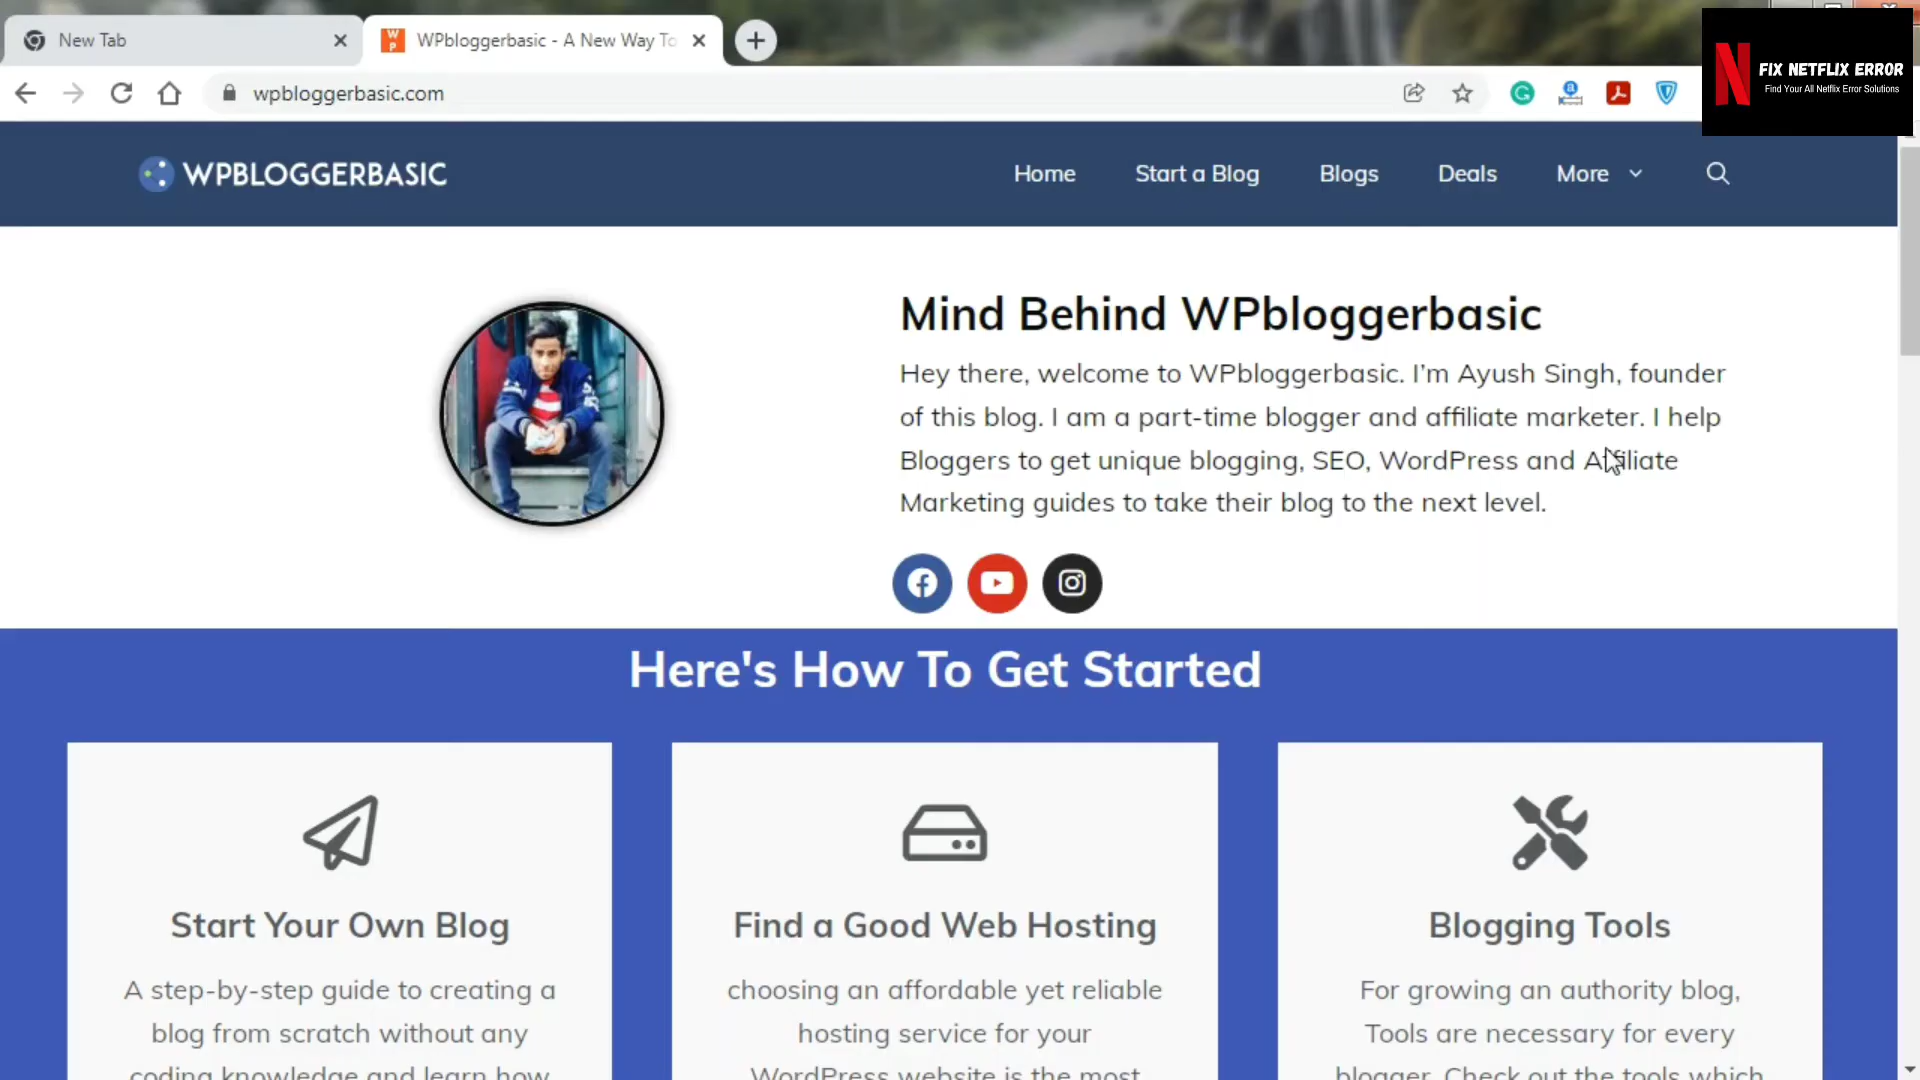 New Tab
WPbloggerbasic - A New Way To
FIX NETFLIX ERROR
Find Your All Netflix Error Solutions
wpbloggerbasic.com
WPBLOGGERBASIC
Home
Start a Blog
Blogs
Deals
More
Mind Behind WPbloggerbasic
Hey there, welcome to WPbloggerbasic. I’m Ayush Singh, founder
of this blog. I am a part-time blogger and affiliate marketer. I help
Bloggers to get unique blogging, SEO, WordPress and Affiliate
Marketing guides to take their blog to the next level.
Here's How To Get Started
Start Your Own Blog
A step-by-step guide to creating a
blog from scratch without any
coding knowledge and learn how
Find a Good Web Hosting
choosing an affordable yet reliable
hosting service for your
WordPress website is the most
Blogging Tools
For growing an authority blog,
Tools are necessary for every
blogger. Check out the tools which